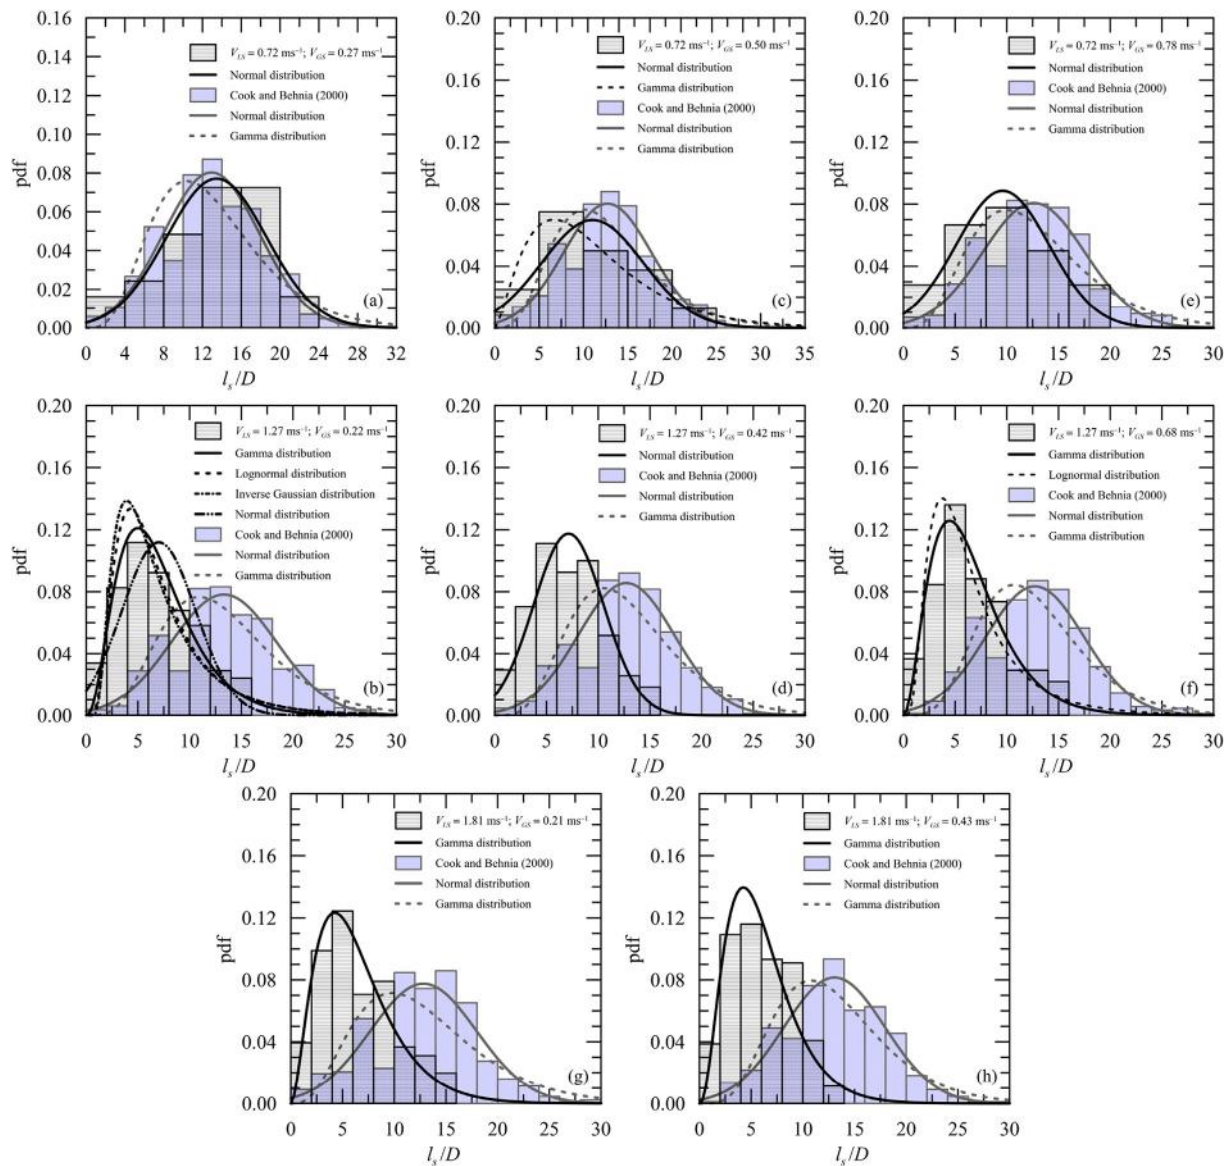 0.16
0.14
0.12
0.10
0.08
0.06
0.04
0.02
0.00
pdf
V_LS = 0.72 ms⁻¹; V_GS = 0.27 ms⁻¹
Normal distribution
Cook and Behnia (2000)
Normal distribution
Gamma distribution
(a)
0 4 8 12 16 20 24 28 32
l_s/D
0.20
0.16
0.12
0.08
0.04
0.00
pdf
V_LS = 0.72 ms⁻¹; V_GS = 0.50 ms⁻¹
Normal distribution
Gamma distribution
Cook and Behnia (2000)
Normal distribution
Gamma distribution
(c)
0 5 10 15 20 25 30 35
l_s/D
0.20
0.16
0.12
0.08
0.04
0.00
pdf
V_LS = 0.72 ms⁻¹; V_GS = 0.78 ms⁻¹
Normal distribution
Cook and Behnia (2000)
Normal distribution
Gamma distribution
(e)
0 5 10 15 20 25 30
l_s/D
0.20
0.16
0.12
0.08
0.04
0.00
pdf
V_LS = 1.27 ms⁻¹; V_GS = 0.22 ms⁻¹
Gamma distribution
Lognormal distribution
Inverse Gaussian distribution
Normal distribution
Cook and Behnia (2000)
Normal distribution
Gamma distribution
(b)
0 5 10 15 20 25 30
l_s/D
0.20
0.16
0.12
0.08
0.04
0.00
pdf
V_LS = 1.27 ms⁻¹; V_GS = 0.42 ms⁻¹
Normal distribution
Cook and Behnia (2000)
Normal distribution
Gamma distribution
(d)
0 5 10 15 20 25 30
l_s/D
0.20
0.16
0.12
0.08
0.04
0.00
pdf
V_LS = 1.27 ms⁻¹; V_GS = 0.68 ms⁻¹
Gamma distribution
Lognormal distribution
Cook and Behnia (2000)
Normal distribution
Gamma distribution
(f)
0 5 10 15 20 25 30
l_s/D
0.20
0.16
0.12
0.08
0.04
0.00
pdf
V_LS = 1.81 ms⁻¹; V_GS = 0.21 ms⁻¹
Gamma distribution
Cook and Behnia (2000)
Normal distribution
Gamma distribution
(g)
0 5 10 15 20 25 30
l_s/D
0.20
0.16
0.12
0.08
0.04
0.00
pdf
V_LS = 1.81 ms⁻¹; V_GS = 0.43 ms⁻¹
Gamma distribution
Cook and Behnia (2000)
Normal distribution
Gamma distribution
(h)
0 5 10 15 20 25 30
l_s/D